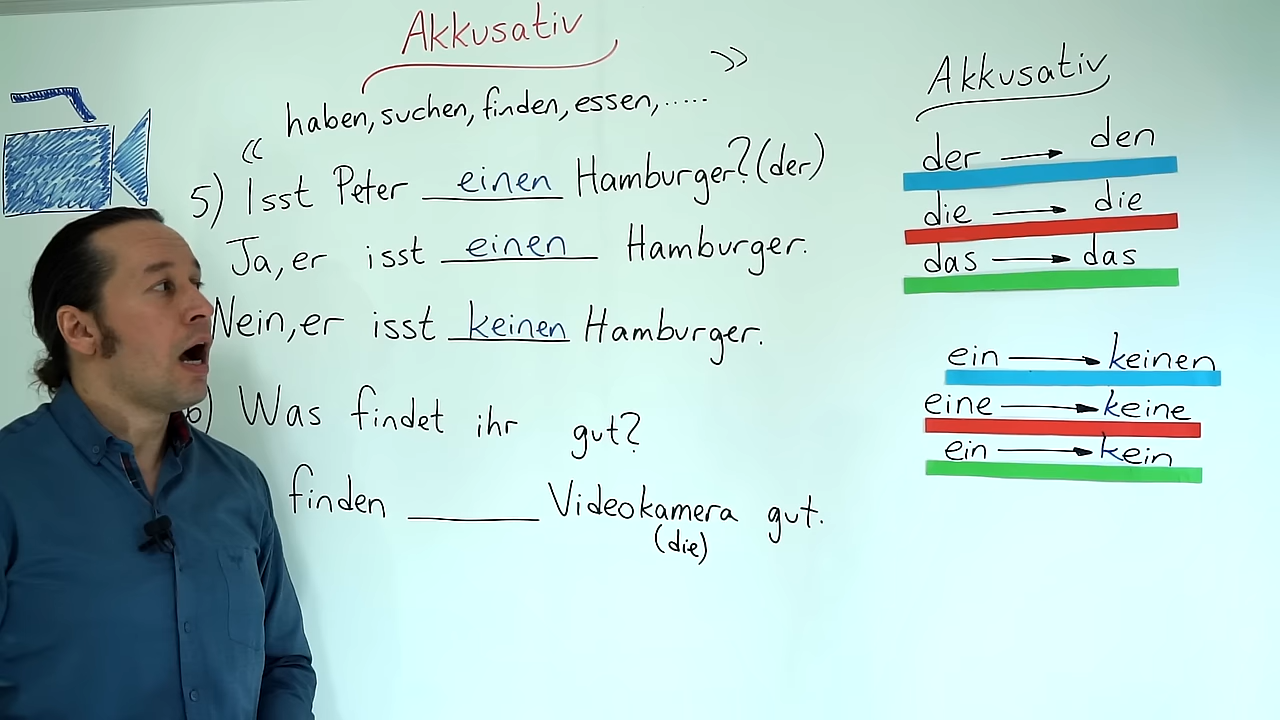 Akkusativ
haben, suchen, finden, essen, .....
5) Isst Peter einen Hamburger? (der)
Ja, er isst einen Hamburger.
Nein, er isst keinen Hamburger.
6) Was findet ihr gut?
finden ______ Videokamera gut.
(die)
Akkusativ
der → den
die → die
das → das
ein → keinen
eine → keine
ein → kein